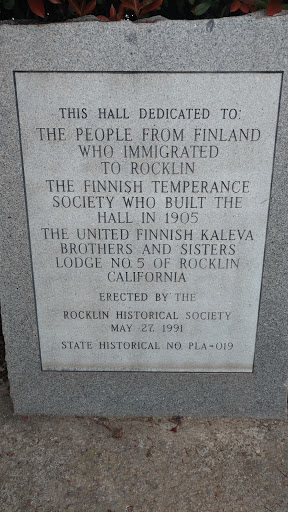 THIS HALL DEDICATED TO:
THE PEOPLE FROM FINLAND
WHO IMMIGRATED
TO ROCKLIN
THE FINNISH TEMPERANCE
SOCIETY WHO BUILT THE
HALL IN 1905
THE UNITED FINNISH KALEVA
BROTHERS AND SISTERS
LODGE NO. 5 OF ROCKLIN
CALIFORNIA
ERECTED BY THE
ROCKLIN HISTORICAL SOCIETY
MAY 27, 1991
STATE HISTORICAL NO. PLA-019